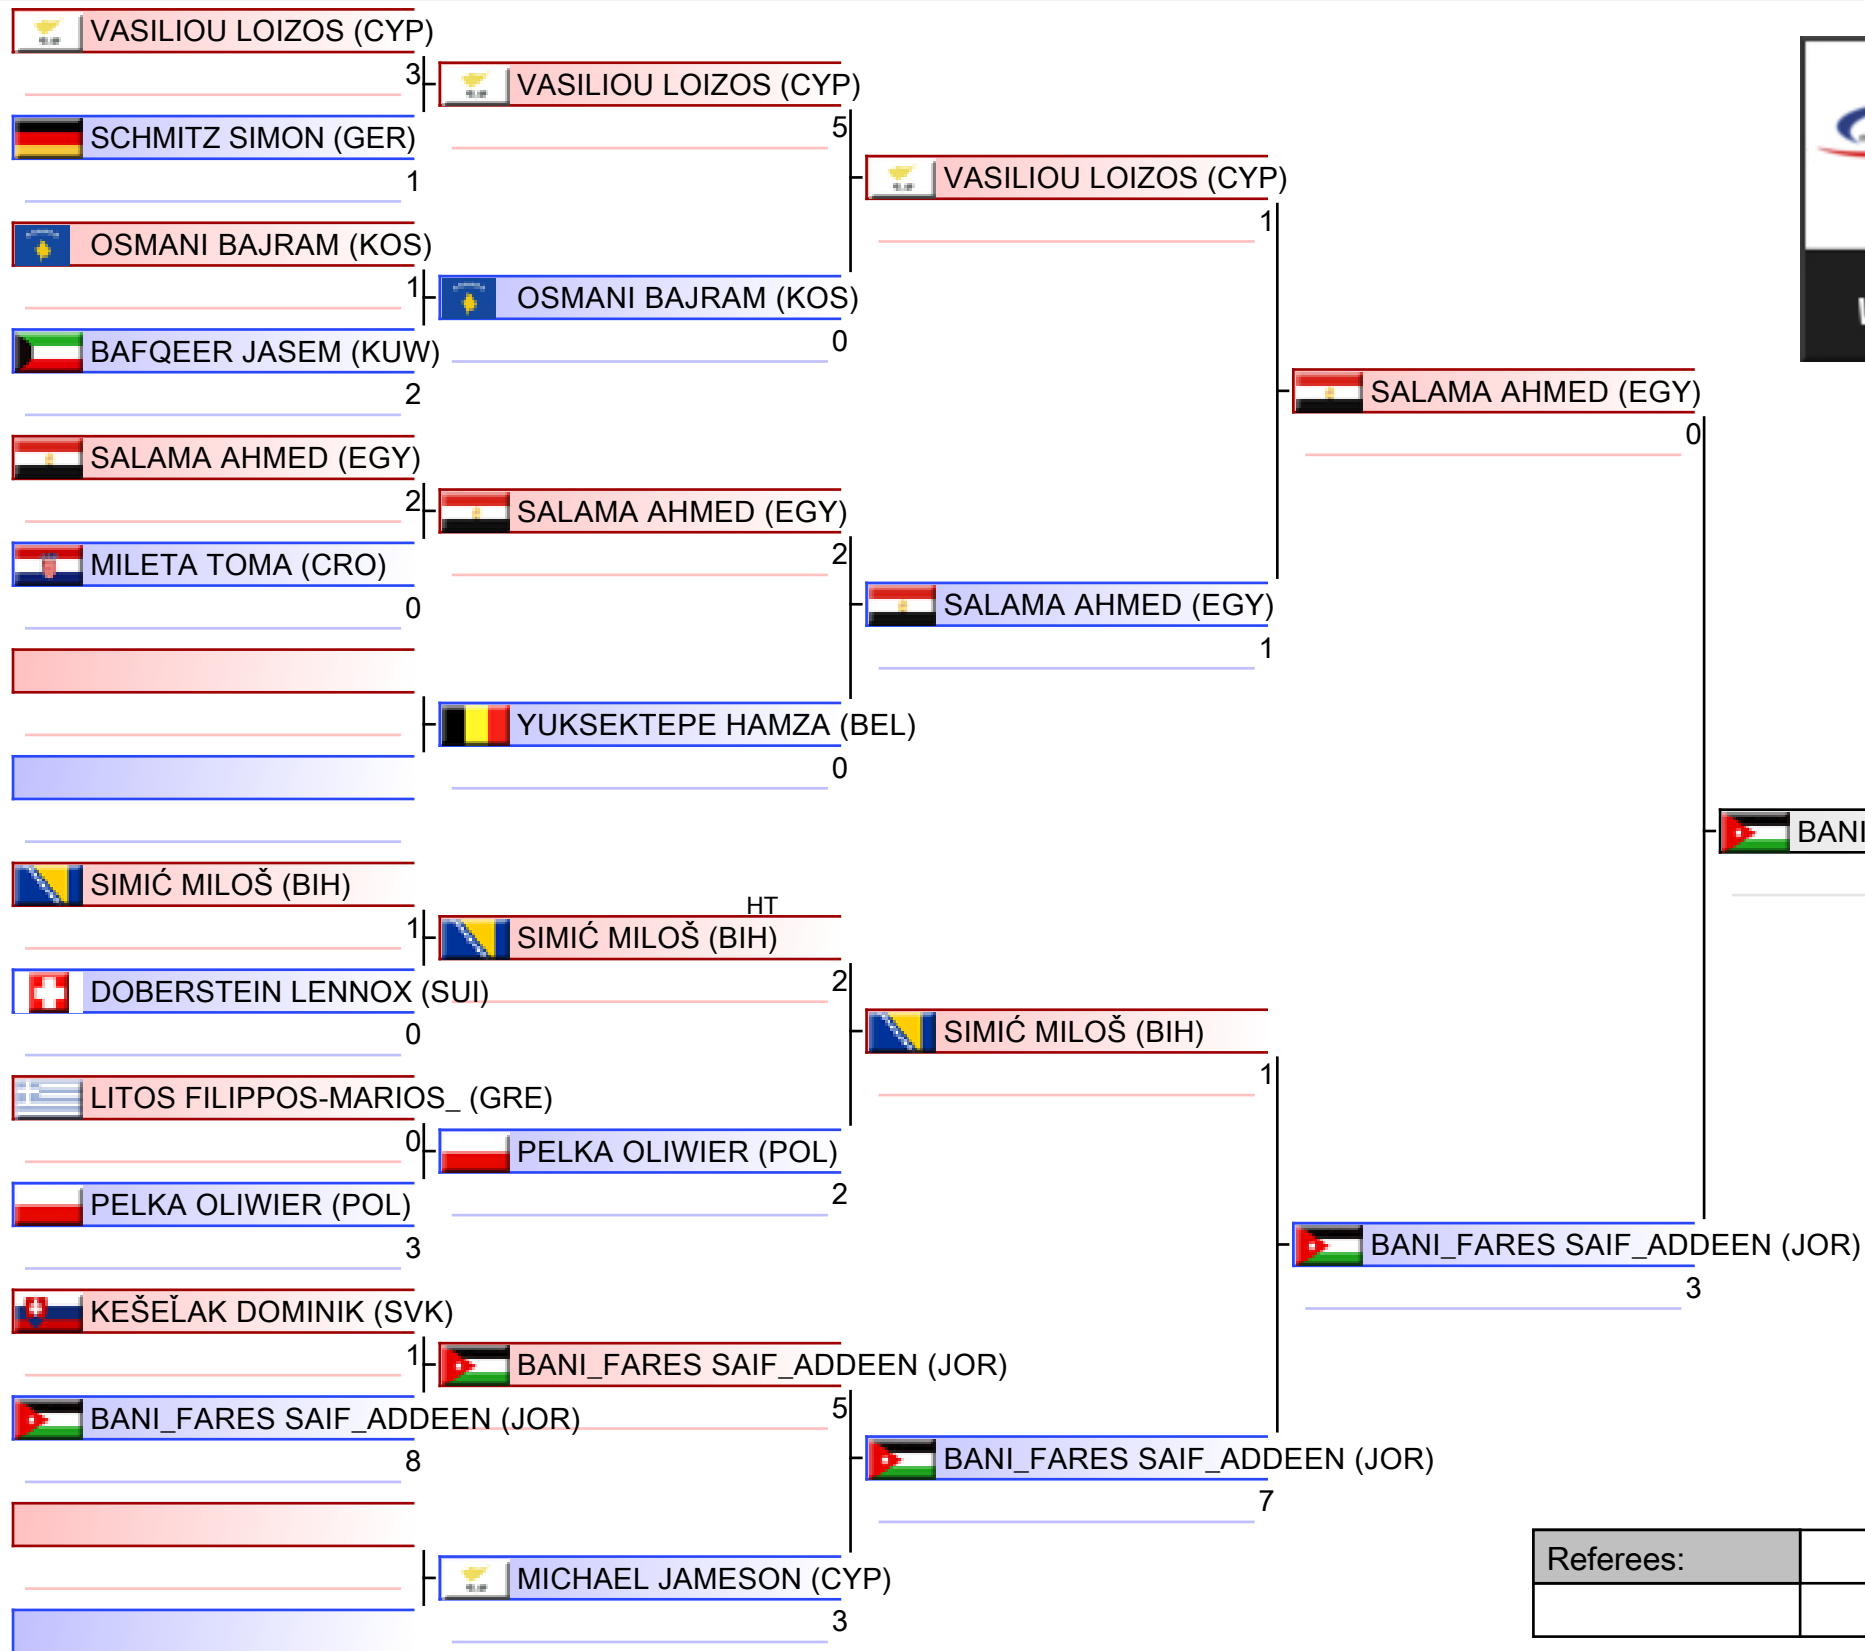 VASILIOU LOIZOS (CYP)
3
SCHMITZ SIMON (GER)
1
OSMANI BAJRAM (KOS)
1
BAFQEER JASEM (KUW)
2
SALAMA AHMED (EGY)
2
MILETA TOMA (CRO)
0
SIMIĆ MILOŠ (BIH)
1
DOBERSTEIN LENNOX (SUI)
0
LITOS FILIPPOS-MARIOS_ (GRE)
0
PELKA OLIWIER (POL)
3
KEŠEĽAK DOMINIK (SVK)
1
BANI_FARES SAIF_ADDEEN (JOR)
8
VASILIOU LOIZOS (CYP)
5
OSMANI BAJRAM (KOS)
0
SALAMA AHMED (EGY)
2
YUKSEKTEPE HAMZA (BEL)
0
HT
SIMIĆ MILOŠ (BIH)
2
PELKA OLIWIER (POL)
2
BANI_FARES SAIF_ADDEEN (JOR)
5
MICHAEL JAMESON (CYP)
3
VASILIOU LOIZOS (CYP)
1
SALAMA AHMED (EGY)
1
SIMIĆ MILOŠ (BIH)
1
BANI_FARES SAIF_ADDEEN (JOR)
7
SALAMA AHMED (EGY)
0
BANI_FARES SAIF_ADDEEN (JOR)
3
BANI
Referees: